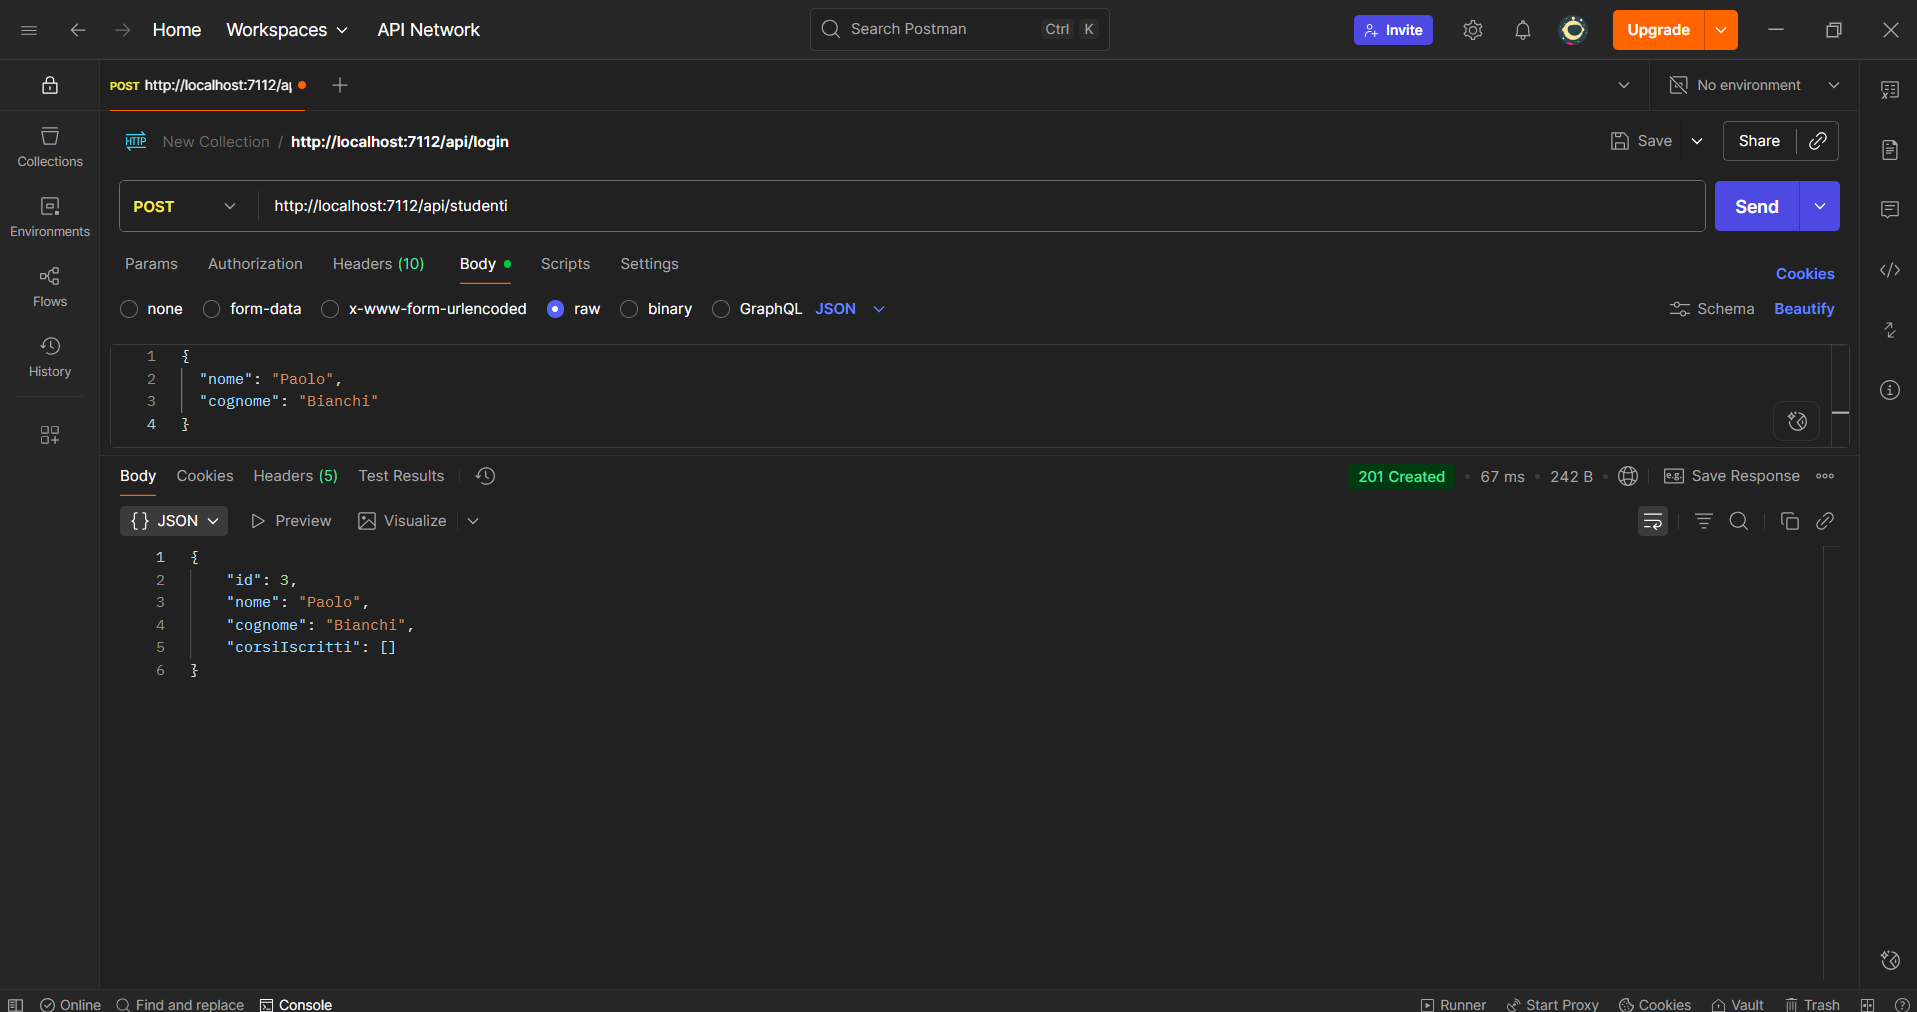 Home Workspaces API Network Search Postman Ctrl K Invite Upgrade
POST http://localhost:7112/ap No environment
HTTP New Collection / http://localhost:7112/api/login Save Share
Collections
POST http://localhost:7112/api/studenti Send
Environments
Params Authorization Headers (10) Body Scripts Settings Cookies
Flows
none form-data x-www-form-urlencoded raw binary GraphQL JSON Schema Beautify
History
1 {
2 "nome": "Paolo",
3 "cognome": "Bianchi"
4 }
Body Cookies Headers (5) Test Results 201 Created • 67 ms • 242 B • e.g. Save Response
{} JSON Preview Visualize
1 {
2 "id": 3,
3 "nome": "Paolo",
4 "cognome": "Bianchi",
5 "corsiIscritti": []
6 }
Online Find and replace Console Runner Start Proxy Cookies Vault Trash